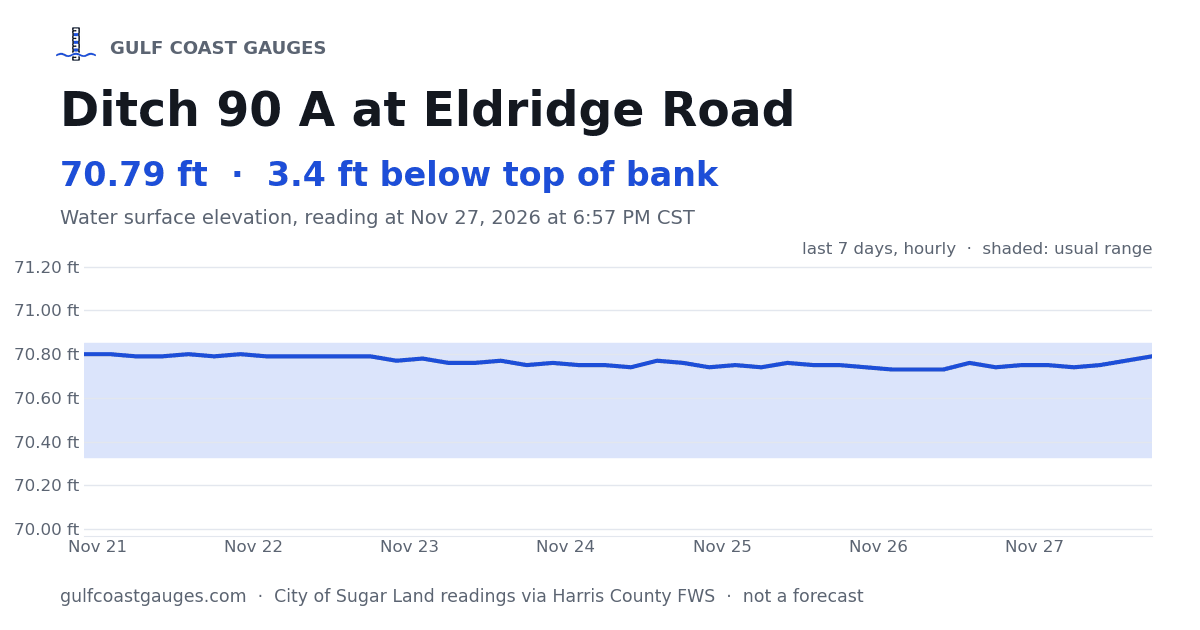 GULF COAST GAUGES
Ditch 90 A at Eldridge Road
70.79 ft · 3.4 ft below top of bank
Water surface elevation, reading at Nov 27, 2026 at 6:57 PM CST
last 7 days, hourly · shaded: usual range
71.20 ft
71.00 ft
70.80 ft
70.60 ft
70.40 ft
70.20 ft
70.00 ft
Nov 21 Nov 22 Nov 23 Nov 24 Nov 25 Nov 26 Nov 27
gulfcoastgauges.com · City of Sugar Land readings via Harris County FWS · not a forecast